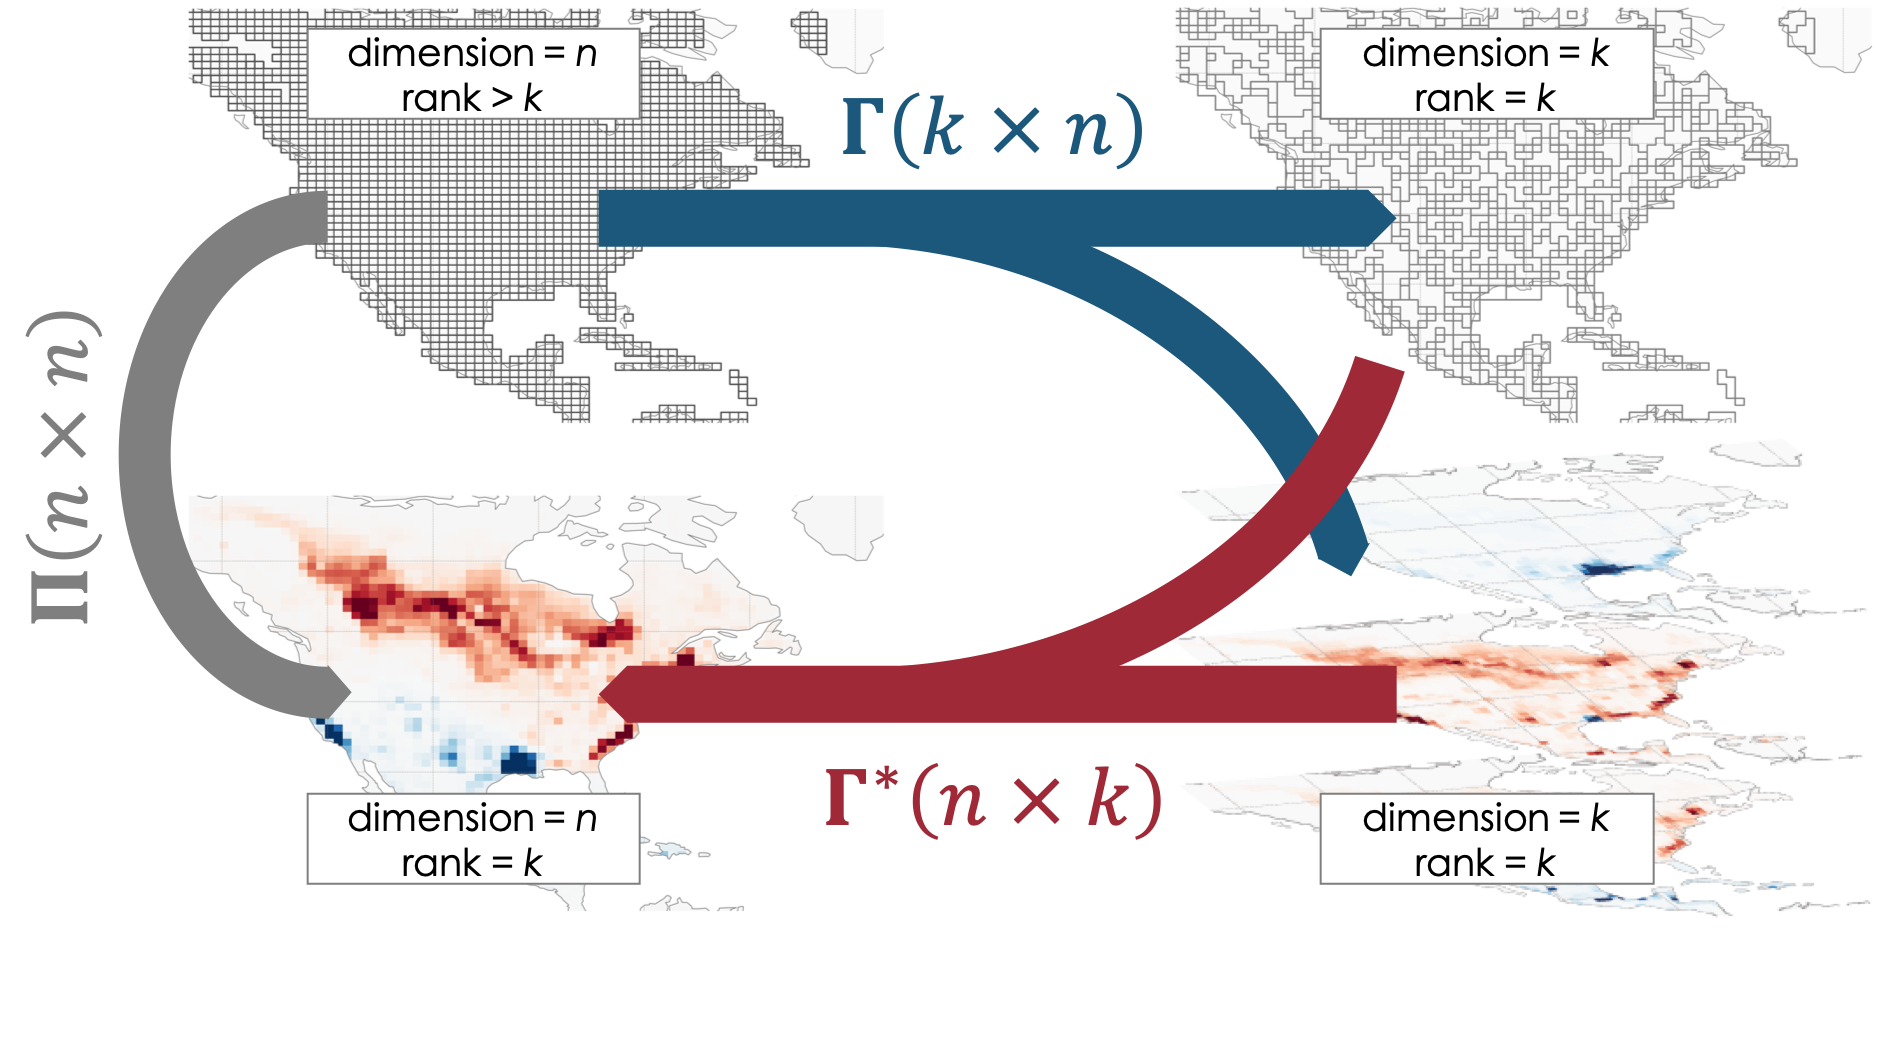 dimension = n
rank > k
𝚪(k × n)
dimension = k
rank = k
𝚷(n × n)
dimension = n
rank = k
𝚪*(n × k)
dimension = k
rank = k